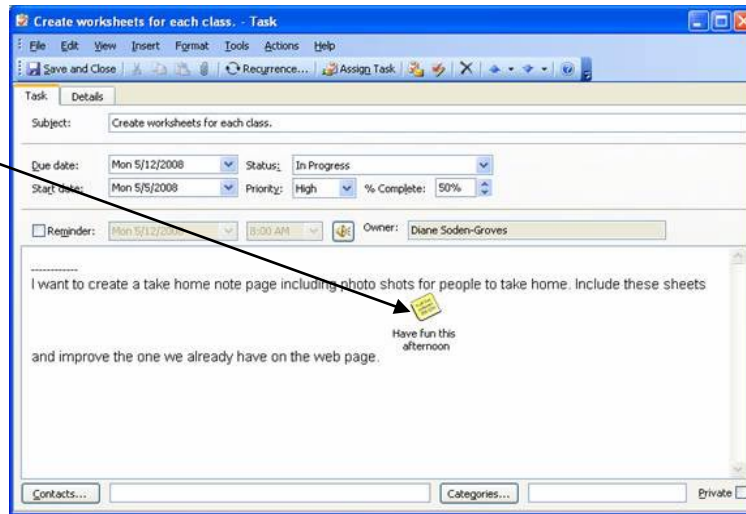 Create worksheets for each class. - Task
File Edit View Insert Format Tools Actions Help
Save and Close Recurrence... Assign Task
Task Details
Subject: Create worksheets for each class.
Due date: Mon 5/12/2008 Status: In Progress
Start date: Mon 5/5/2008 Priority: High % Complete: 50%
Reminder: Mon 5/12/2008 8:00 AM Owner: Diane Soden-Groves
------------
I want to create a take home note page including photo shots for people to take home. Include these sheets
Have fun this
afternoon
and improve the one we already have on the web page.
Contacts... Categories... Private